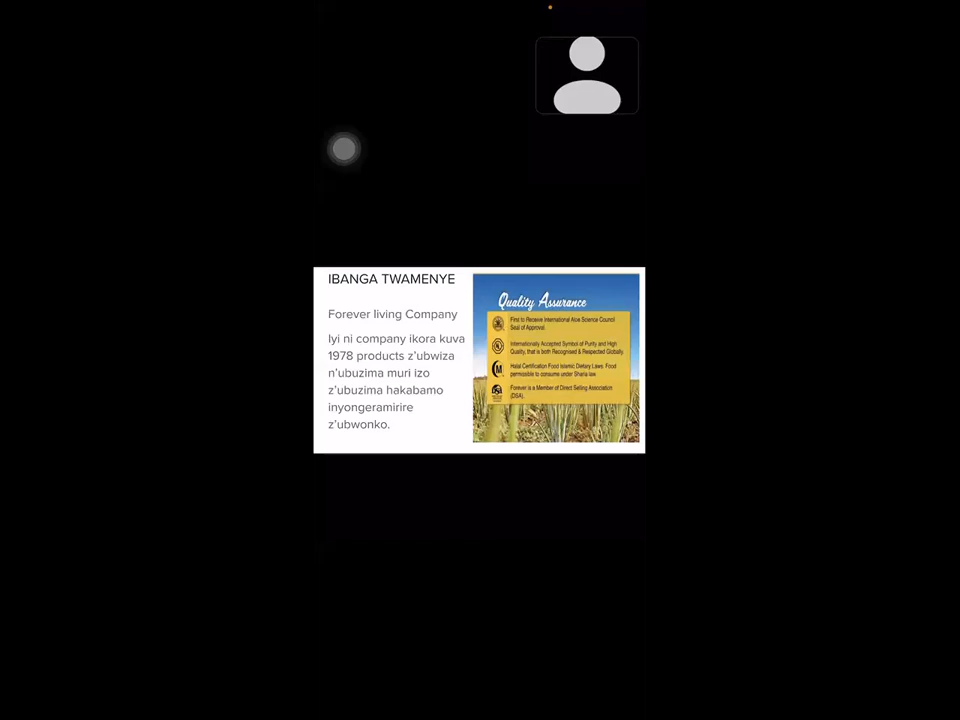 IBANGA TWAMENYE
Forever living Company
Iyi ni company ikora kuva
1978 products z'ubwiza
n'ubuzima muri izo
z'ubuzima hakabamo
inyongeramirire
z'ubwonko.
Quality Assurance
First to Receive International Aloe Science Council
Seal of Approval.
Internationally Accepted Symbol of Purity and High
Quality, that is both Recognised & Respected Globally.
Halal Certification Food Islamic Dietary Laws. Food
permissible to consume under Sharia law.
Forever is a Member of Direct Selling Association
(DSA).